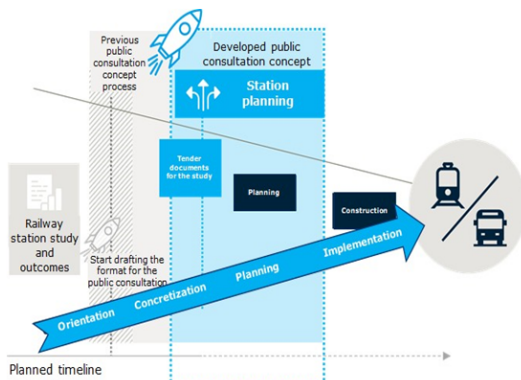 Previous
public
consultation
concept
process
Developed public
consultation concept
Station
planning
Tender
documents
for the study
Planning
Construction
Railway
station study
and
outcomes
Start drafting the
format for the
public consultation
Orientation
Concretization
Planning
Implementation
Planned timeline